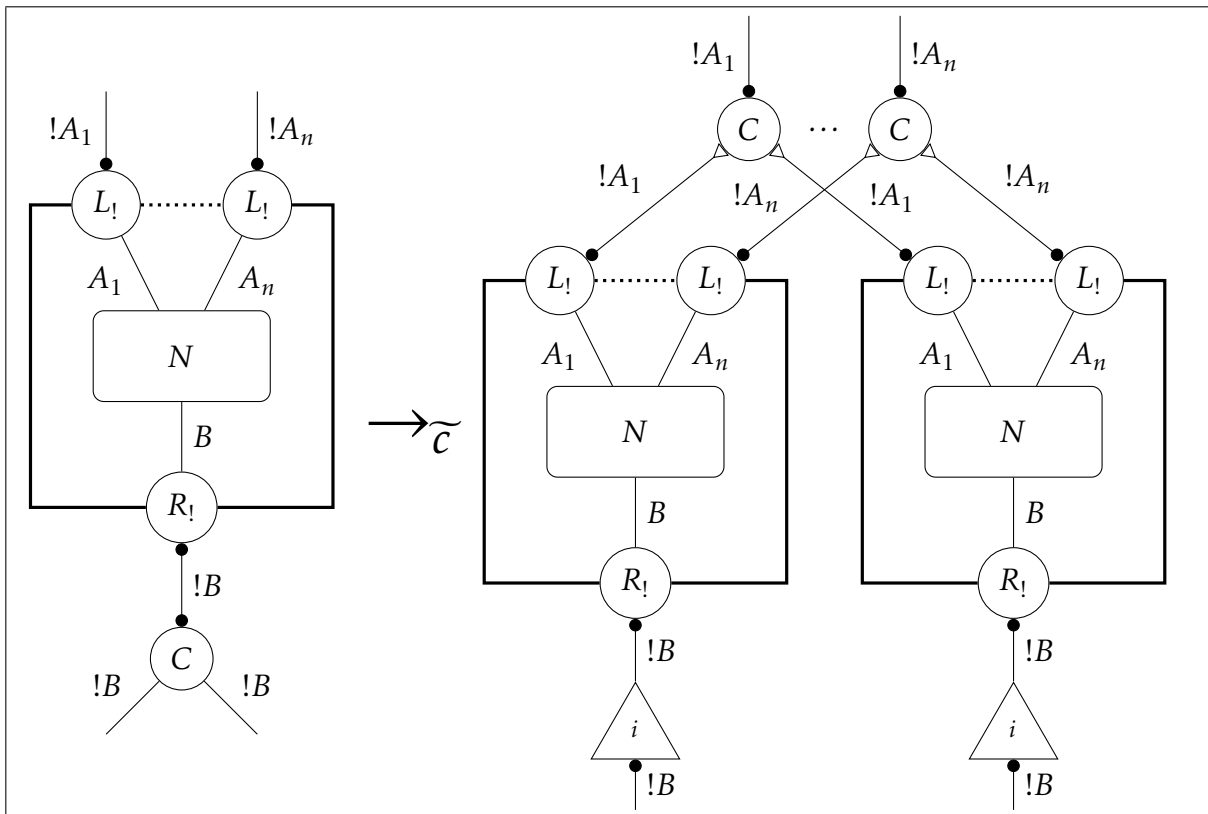 !A₁ !Aₙ
C ... C
!A₁ !Aₙ !A₁ !Aₙ
!A₁ !Aₙ
L! L!
A₁ Aₙ
N
B
R!
!B
C
!B !B
→c̃
L! L! L! L!
A₁ Aₙ A₁ Aₙ
N N
B B
R! R!
!B !B
i i
!B !B